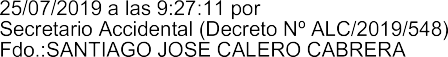 25/07/2019 a las 9:27:11 por
Secretario Accidental (Decreto Nº ALC/2019/548)
Fdo.:SANTIAGO JOSE CALERO CABRERA